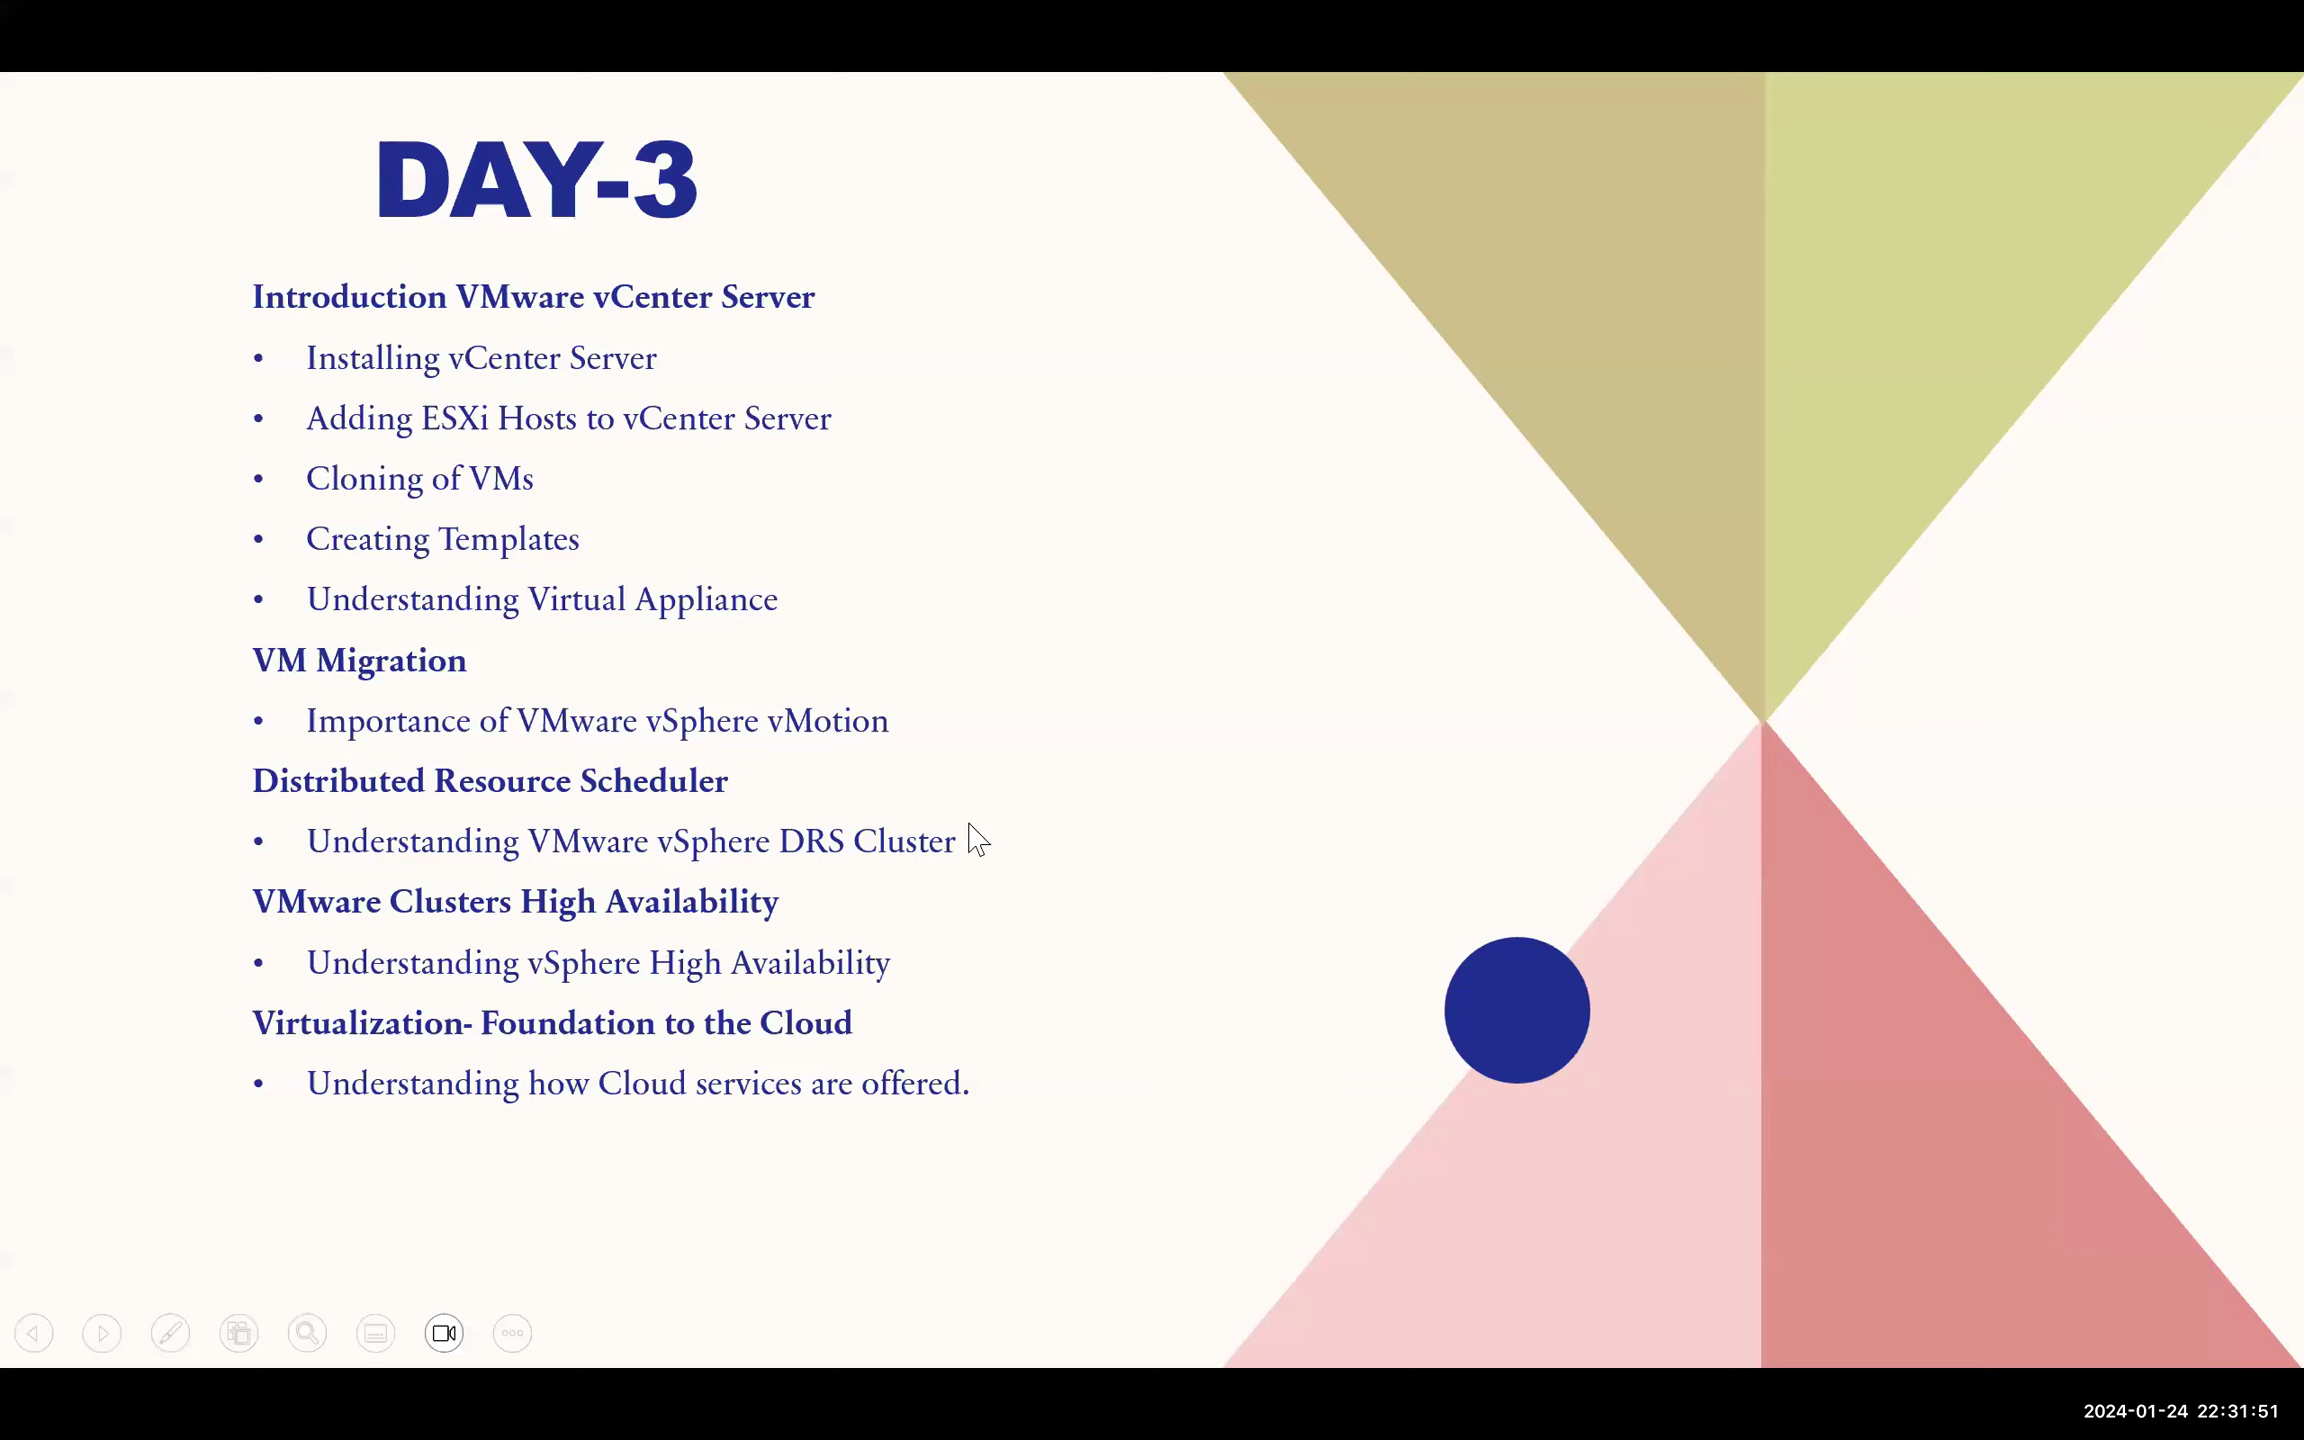 DAY-3
Introduction VMware vCenter Server
• Installing vCenter Server
• Adding ESXi Hosts to vCenter Server
• Cloning of VMs
• Creating Templates
• Understanding Virtual Appliance
VM Migration
• Importance of VMware vSphere vMotion
Distributed Resource Scheduler
• Understanding VMware vSphere DRS Cluster
VMware Clusters High Availability
• Understanding vSphere High Availability
Virtualization- Foundation to the Cloud
• Understanding how Cloud services are offered.
2024-01-24 22:31:51